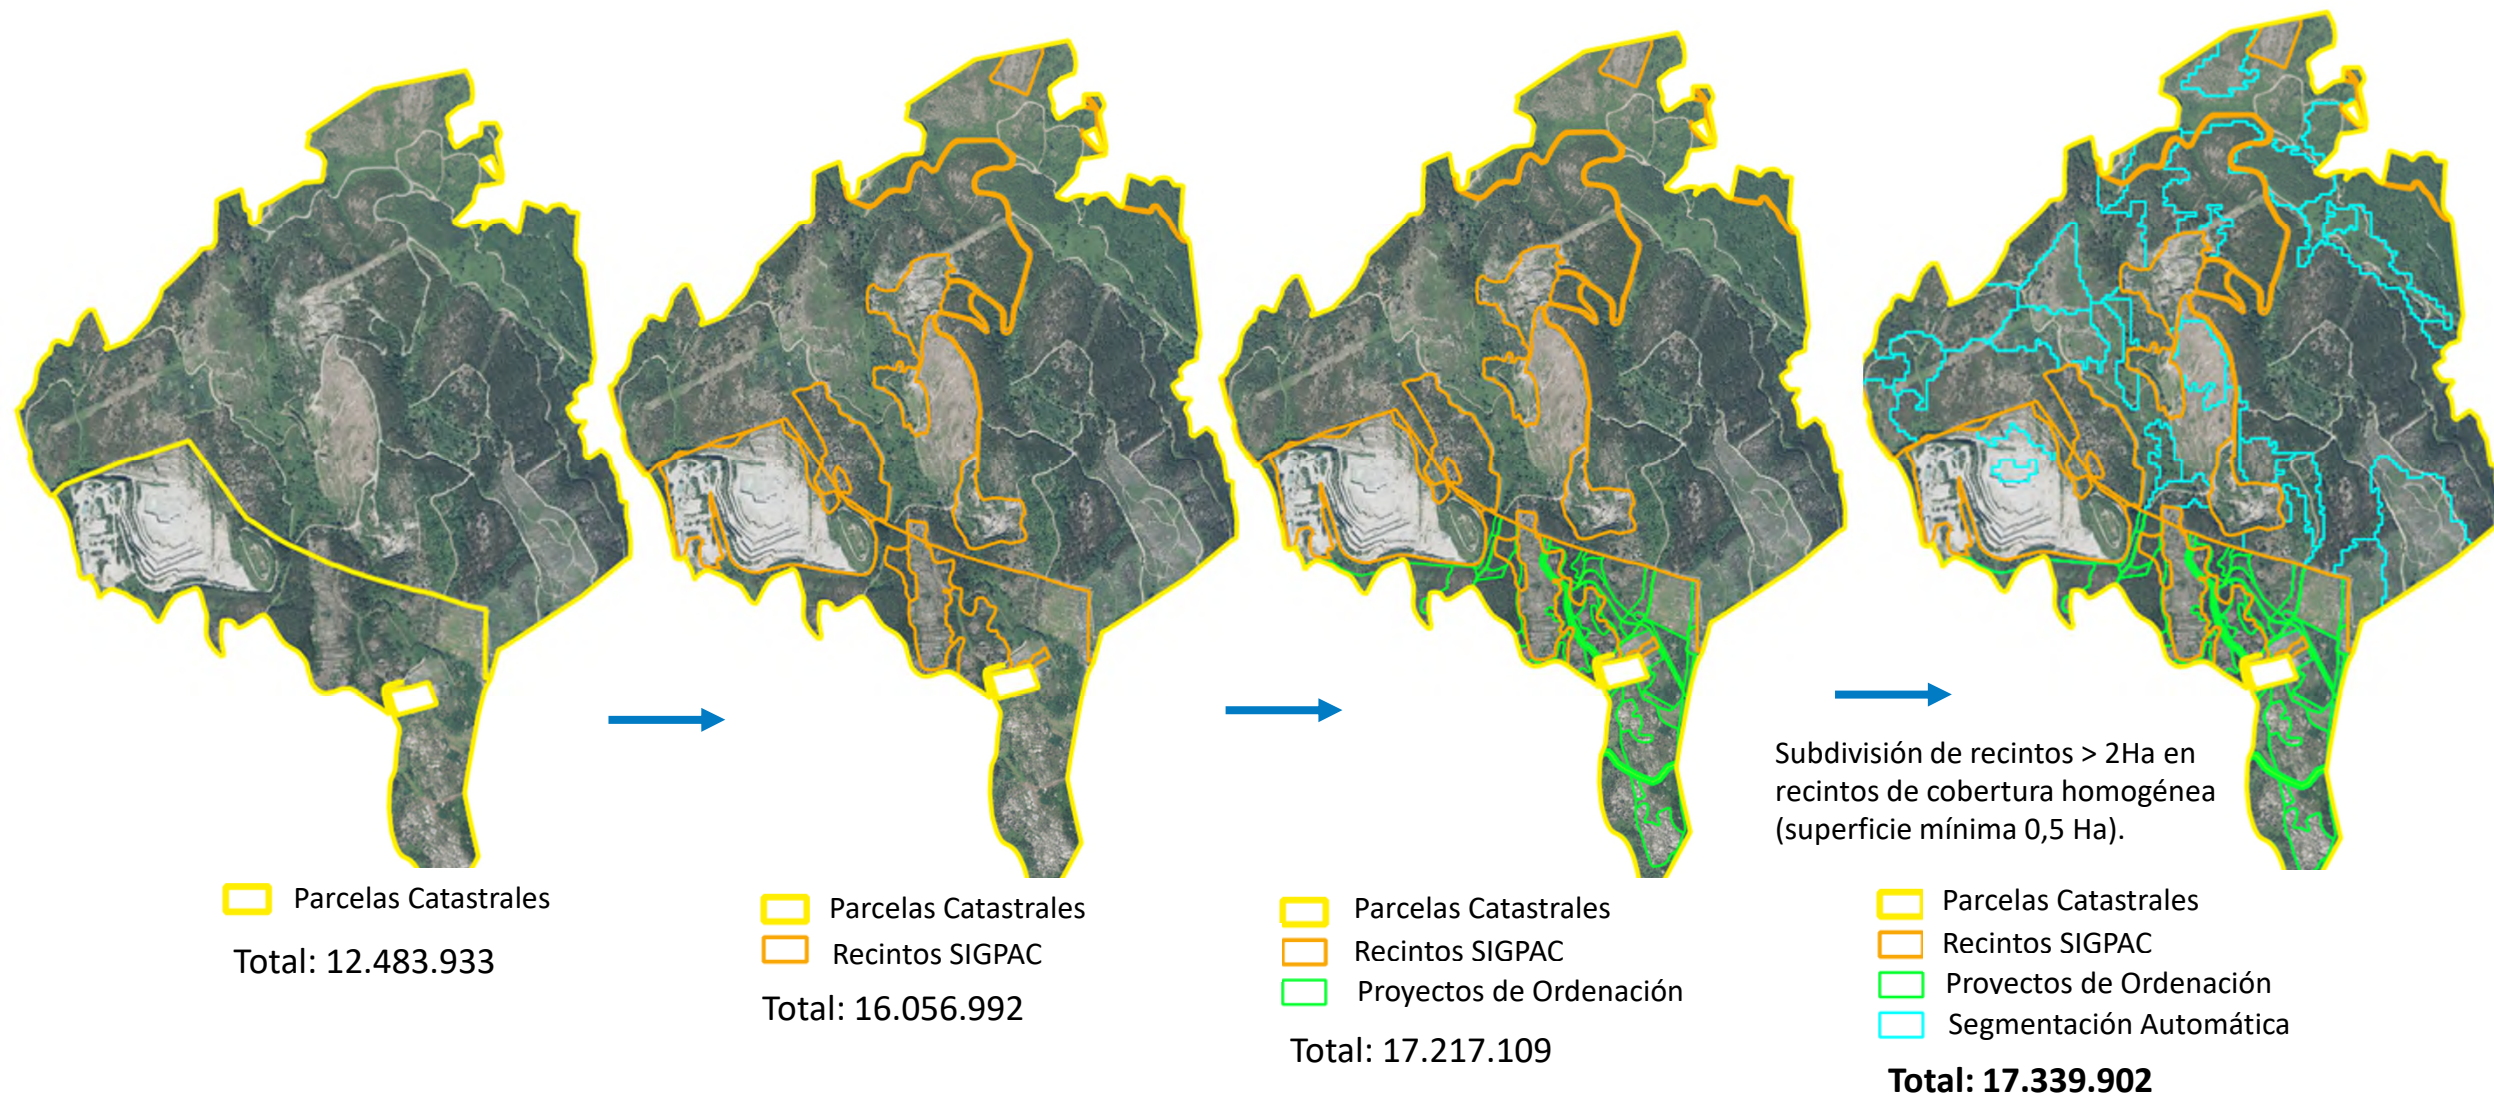 Subdivisión de recintos > 2Ha en
recintos de cobertura homogénea
(superficie mínima 0,5 Ha).
Parcelas Catastrales
Total: 12.483.933
Parcelas Catastrales
Recintos SIGPAC
Total: 16.056.992
Parcelas Catastrales
Recintos SIGPAC
Proyectos de Ordenación
Total: 17.217.109
Parcelas Catastrales
Recintos SIGPAC
Proyectos de Ordenación
Segmentación Automática
Total: 17.339.902